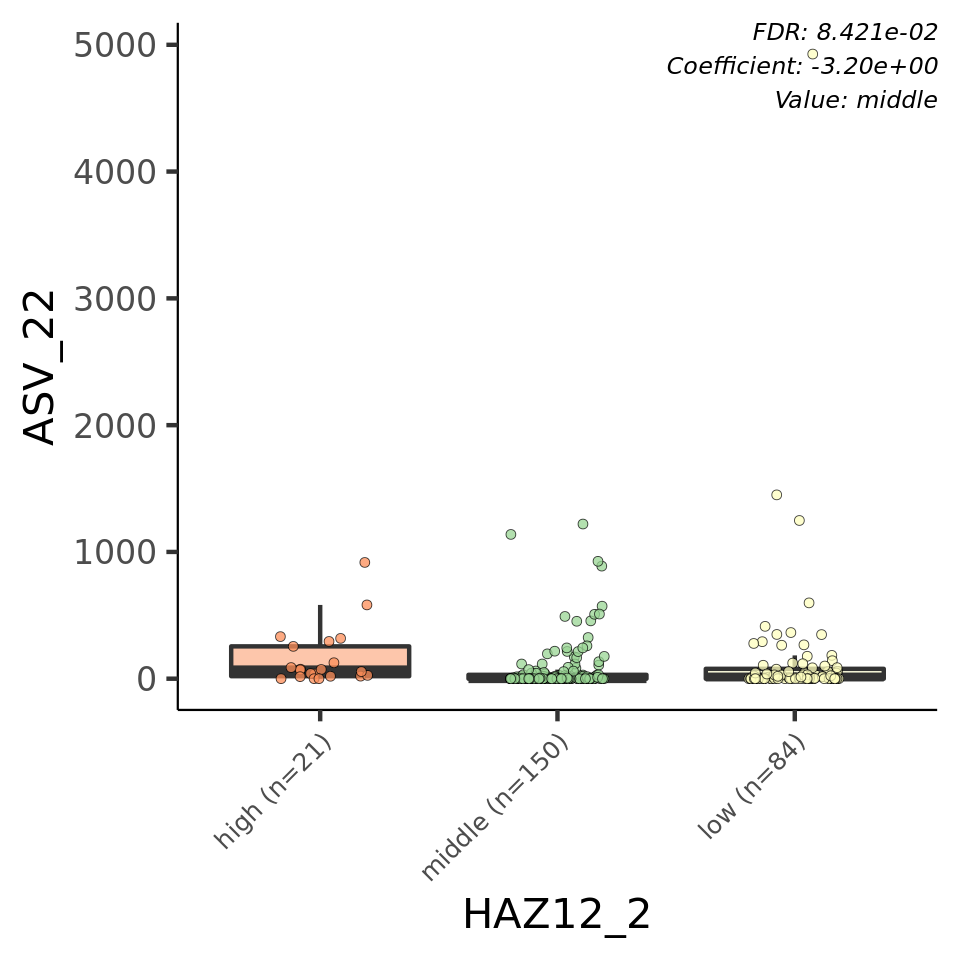 FDR: 8.421e-02
Coefficient: -3.20e+00
Value: middle
5000
4000
3000
2000
1000
0
ASV_22
high (n=21)
middle (n=150)
low (n=84)
HAZ12_2